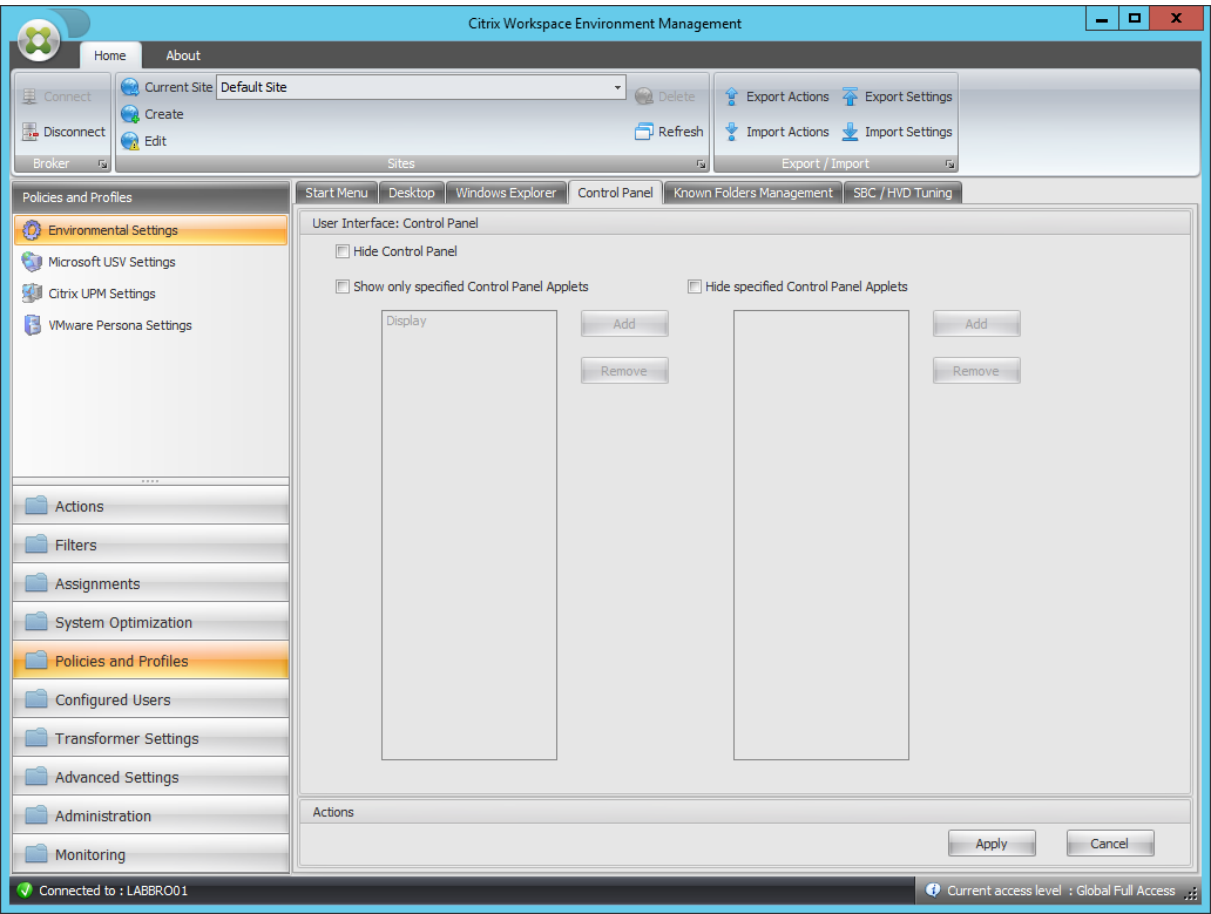 Citrix Workspace Environment Management
Home About
Connect
Disconnect
Broker
Current Site Default Site
Create
Edit
Delete
Refresh
Sites
Export Actions Export Settings
Import Actions Import Settings
Export / Import
Policies and Profiles
Environmental Settings
Microsoft USV Settings
Citrix UPM Settings
VMware Persona Settings
Actions
Filters
Assignments
System Optimization
Policies and Profiles
Configured Users
Transformer Settings
Advanced Settings
Administration
Monitoring
Start Menu Desktop Windows Explorer Control Panel Known Folders Management SBC / HVD Tuning
User Interface: Control Panel
Hide Control Panel
Show only specified Control Panel Applets Hide specified Control Panel Applets
Display Add Add
Remove Remove
Actions
Apply Cancel
Connected to : LABBRO01 Current access level : Global Full Access